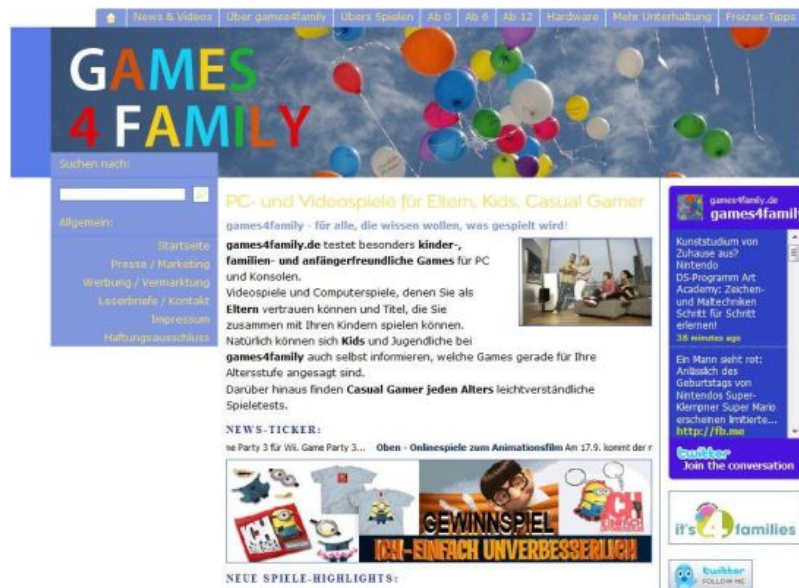 News & Videos Über games4family Übers Spielen Ab 0 Ab 6 Ab 12 Hardware Mehr Unterhaltung Freizeit-Tipps
GAMES
4 FAMILY
Suchen nach:
Allgemein:
Startseite
Presse / Marketing
Werbung / Vermarktung
Leserbriefe / Kontakt
Impressum
Haftungsausschluss
PC- und Videospiele für Eltern, Kids, Casual Gamer
games4family - für alle, die wissen wollen, was gespielt wird!
games4family.de testet besonders kinder-,
familien- und anfängerfreundliche Games für PC
und Konsolen.
Videospiele und Computerspiele, denen Sie als
Eltern vertrauen können und Titel, die Sie
zusammen mit Ihren Kindern spielen können.
Natürlich können sich Kids und Jugendliche bei
games4family auch selbst informieren, welche Games gerade für Ihre
Altersstufe angesagt sind.
Darüber hinaus finden Casual Gamer jeden Alters leichtverständliche
Spieletests.
NEWS-TICKER:
ne Party 3 für Wii. Game Party 3... Oben - Onlinespiele zum Animationsfilm Am 17.9. kommt der
GEWINNSPIEL
ICH-EINFACH UNVERBESSERLICH
ICH
EINFACH
NEUE SPIELE-HIGHLIGHTS:
games4family.de
games4famil
Kunststudium von
Zuhause aus?
Nintendo
DS-Programm Art
Academy: Zeichen-
und Maltechniken
Schritt für Schritt
erlernen!
38 minutes ago
Ein Mann sieht rot:
Anlässlich des
Geburtstags von
Nintendos Super-
Klempner Super Mario
erscheinen limitierte...
http://fb.me
twitter
Join the conversation
it's 4 families
twitter
FOLLOW ME